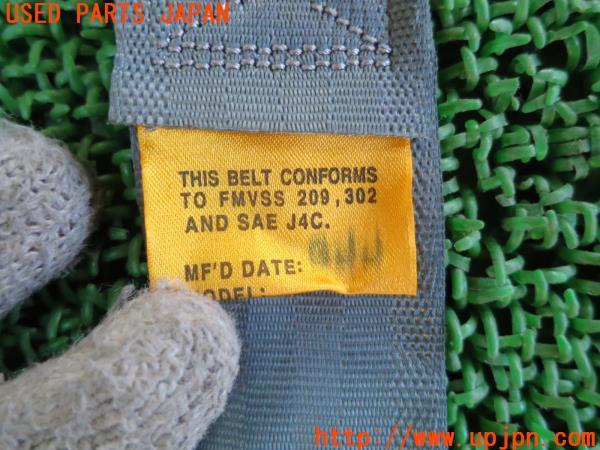 USED PARTS JAPAN
THIS BELT CONFORMS
TO FMVSS 209,302
AND SAE J4C.
MF'D DATE:
MODEL:
http://www.upjpn.com